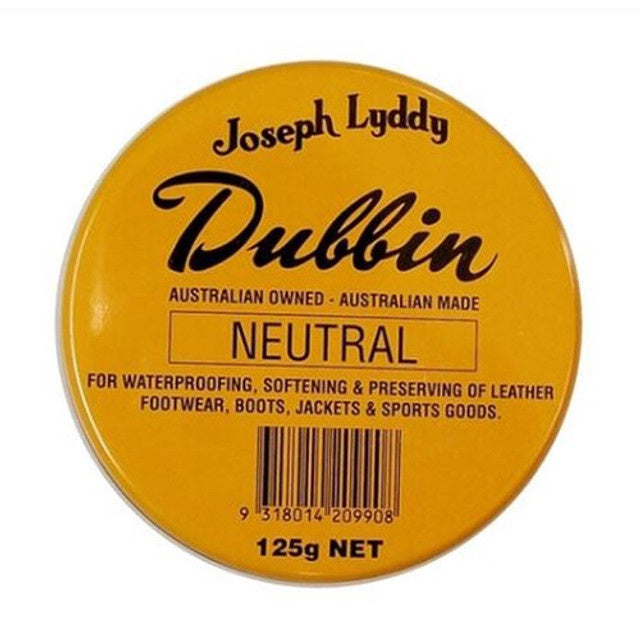 Joseph Lyddy
Dubbin
AUSTRALIAN OWNED - AUSTRALIAN MADE
NEUTRAL
FOR WATERPROOFING, SOFTENING & PRESERVING OF LEATHER
FOOTWEAR, BOOTS, JACKETS & SPORTS GOODS.
9 318014 209908
125g NET